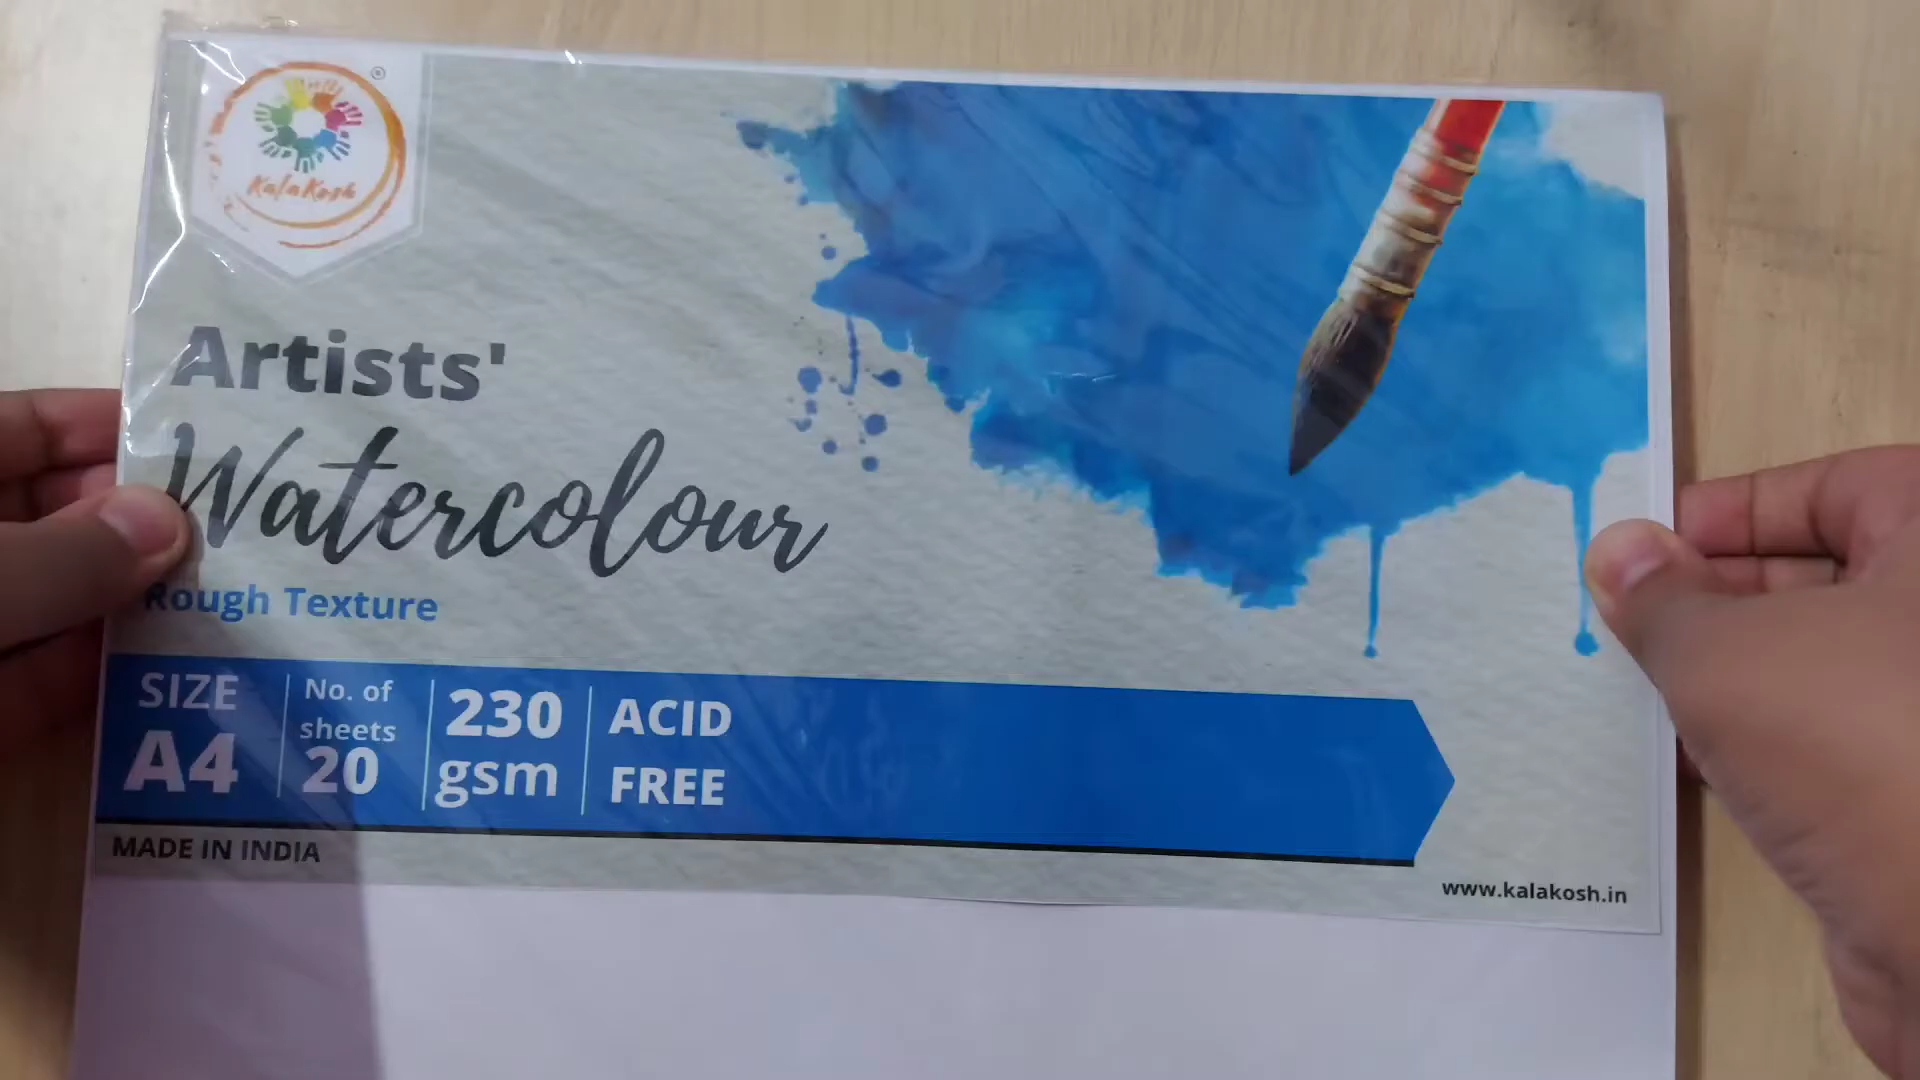 ®
KalaKosh
Artists'
Watercolour
Rough Texture
SIZE
A4
No. of
sheets
20
230
gsm
ACID
FREE
MADE IN INDIA
www.kalakosh.in